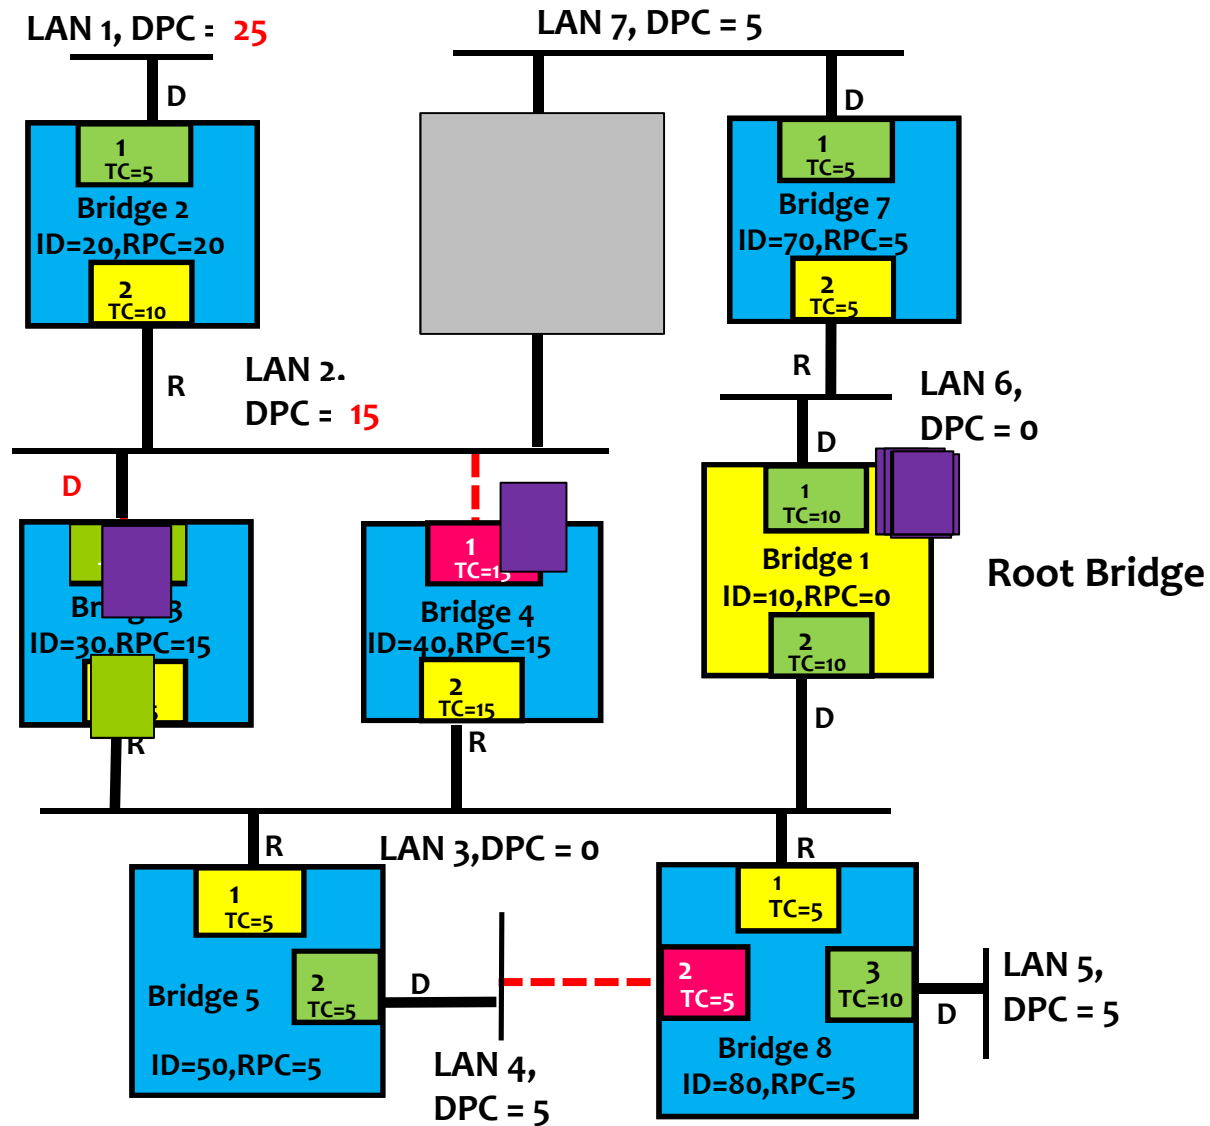 LAN 1, DPC = 25
LAN 7, DPC = 5
D
D
1
TC=5
Bridge 2
ID=20,RPC=20
2
TC=10
1
TC=5
Bridge 7
ID=70,RPC=5
2
TC=5
R
LAN 2.
DPC = 15
R
LAN 6,
DPC = 0
D
D
1
TC=15
Bridge 4
ID=40,RPC=15
2
TC=15
1
TC=10
Bridge 1
ID=10,RPC=0
2
TC=10
Root Bridge
3
ID=30,RPC=15
R
R
D
LAN 3,DPC = 0
R
R
1
TC=5
2
TC=5
Bridge 5
ID=50,RPC=5
D
LAN 4,
DPC = 5
1
TC=5
2
TC=5
3
TC=10
Bridge 8
ID=80,RPC=5
D
LAN 5,
DPC = 5